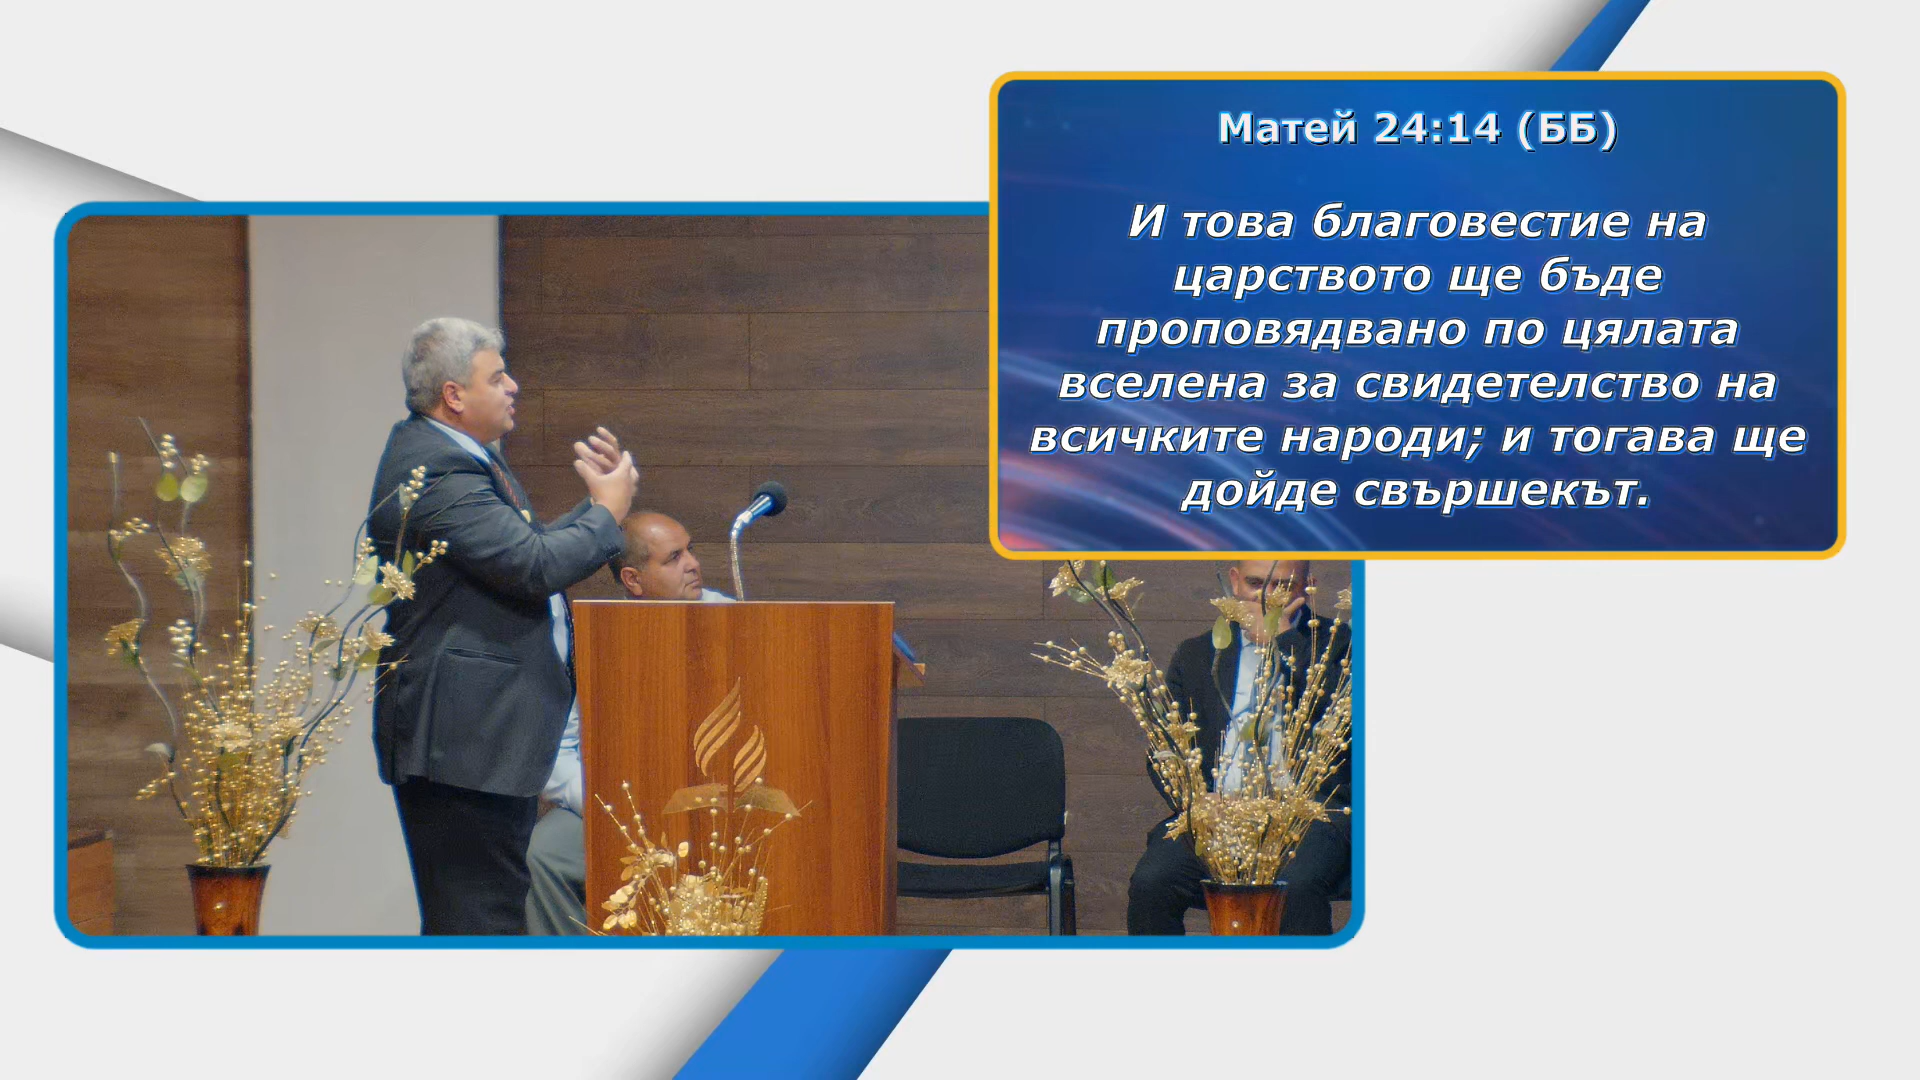 Матей 24:14 (ББ)
И това благовестие на
царството ще бъде
проповядвано по цялата
вселена за свидетелство на
всичките народи; и тогава ще
дойде свършекът.